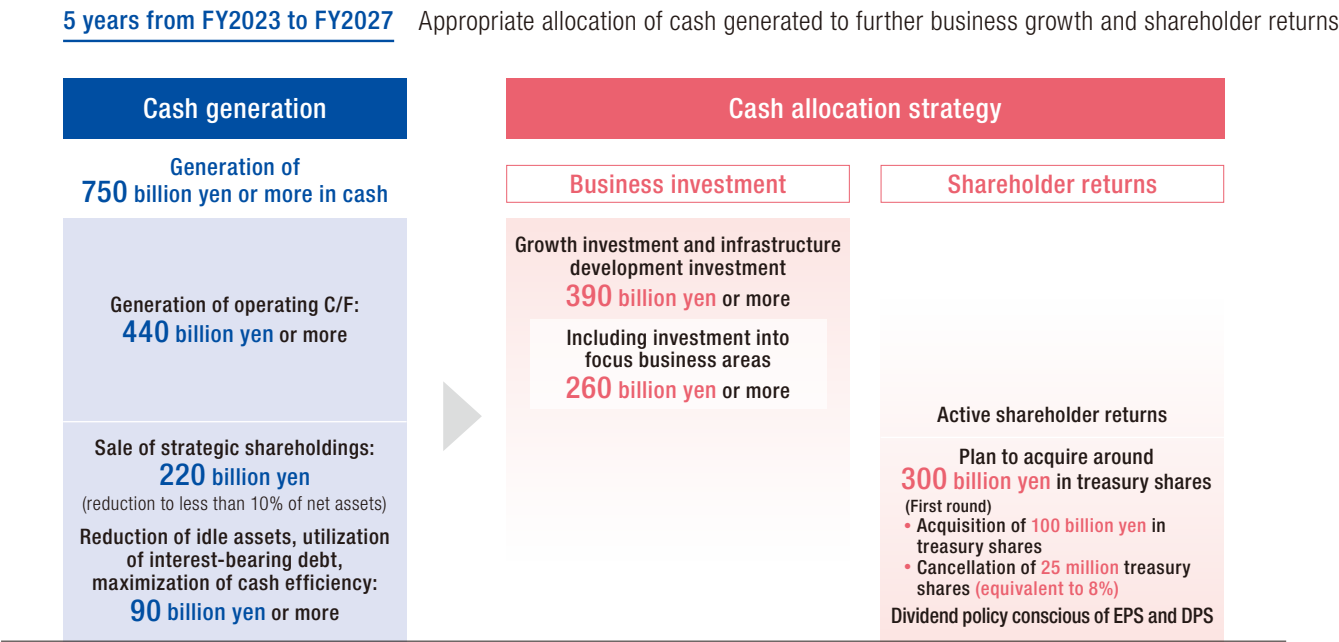 5 years from FY2023 to FY2027 Appropriate allocation of cash generated to further business growth and shareholder returns
Cash generation
Generation of
750 billion yen or more in cash
Generation of operating C/F:
440 billion yen or more
Sale of strategic shareholdings:
220 billion yen
(reduction to less than 10% of net assets)
Reduction of idle assets, utilization
of interest-bearing debt,
maximization of cash efficiency:
90 billion yen or more
Cash allocation strategy
Business investment
Growth investment and infrastructure
development investment
390 billion yen or more
Including investment into
focus business areas
260 billion yen or more
Shareholder returns
Active shareholder returns
Plan to acquire around
300 billion yen in treasury shares
(First round)
• Acquisition of 100 billion yen in
treasury shares
• Cancellation of 25 million treasury
shares (equivalent to 8%)
Dividend policy conscious of EPS and DPS